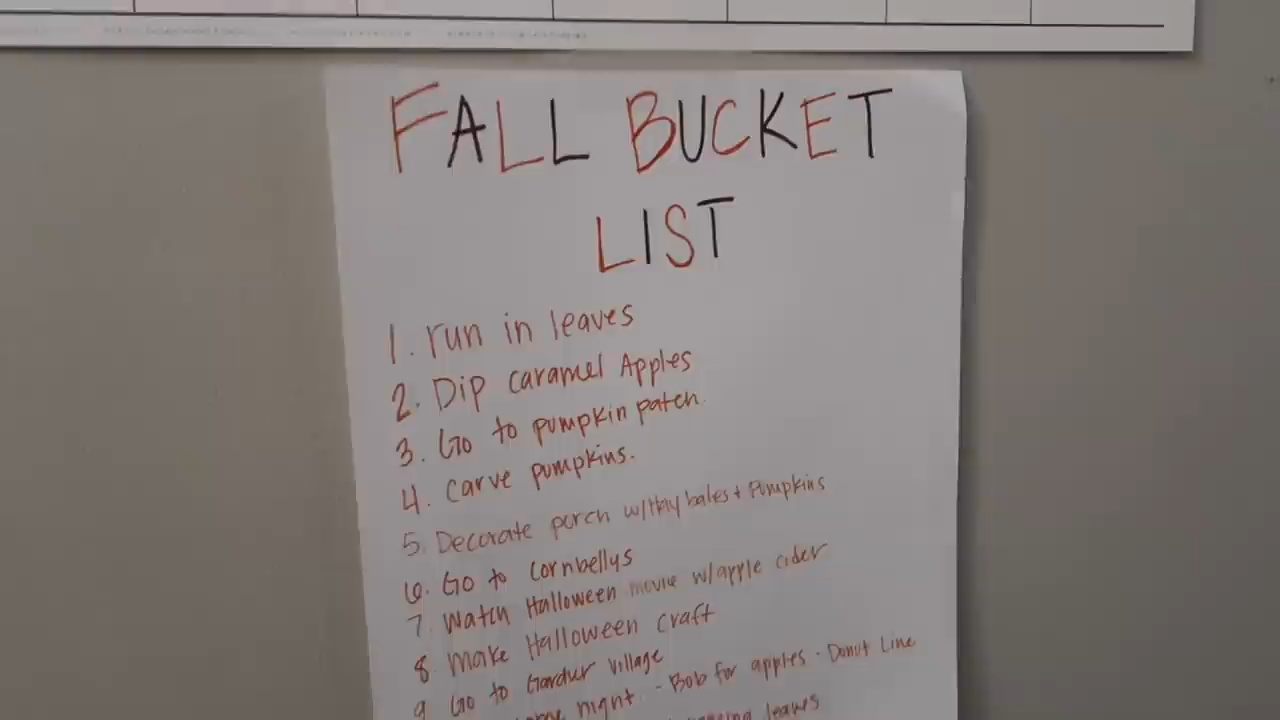 FALL BUCKET
LIST
1. run in leaves
2. Dip caramel Apples
3. Go to pumpkin patch.
4. Carve pumpkins.
5. Decorate porch w/Hay bales + Pumpkins
6. Go to Cornbellys
7. Watch Halloween movie w/apple cider
8. Make Halloween craft
9. Go to Gardner Village
night. - Bob for apples - Donut Line
leaves